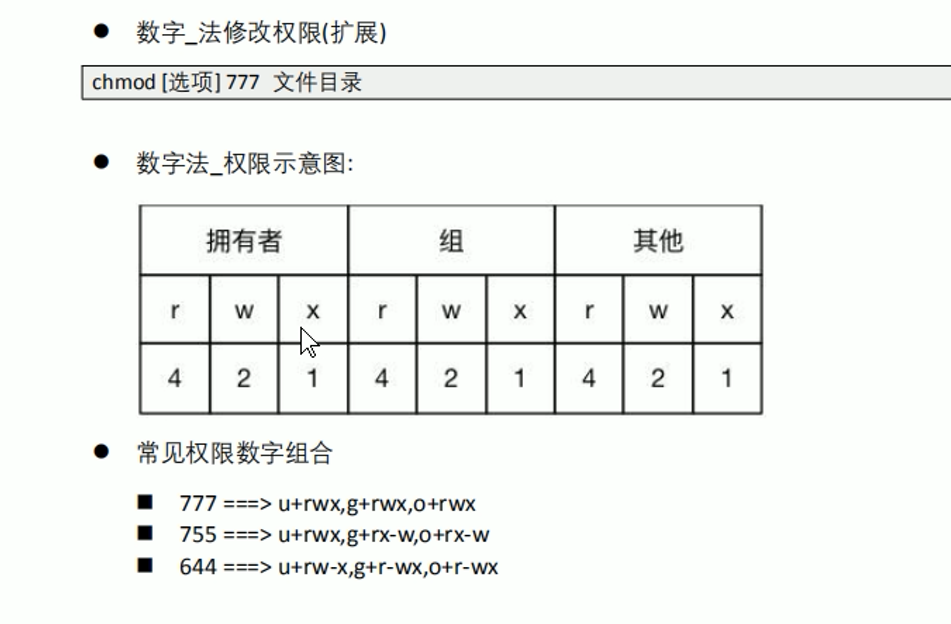 数字_法修改权限(扩展)
chmod [选项] 777 文件目录
数字法_权限示意图:
拥有者 组 其他
r w x r w x r w x
4 2 1 4 2 1 4 2 1
常见权限数字组合
777 ===> u+rwx,g+rwx,o+rwx
755 ===> u+rwx,g+rx-w,o+rx-w
644 ===> u+rw-x,g+r-wx,o+r-wx